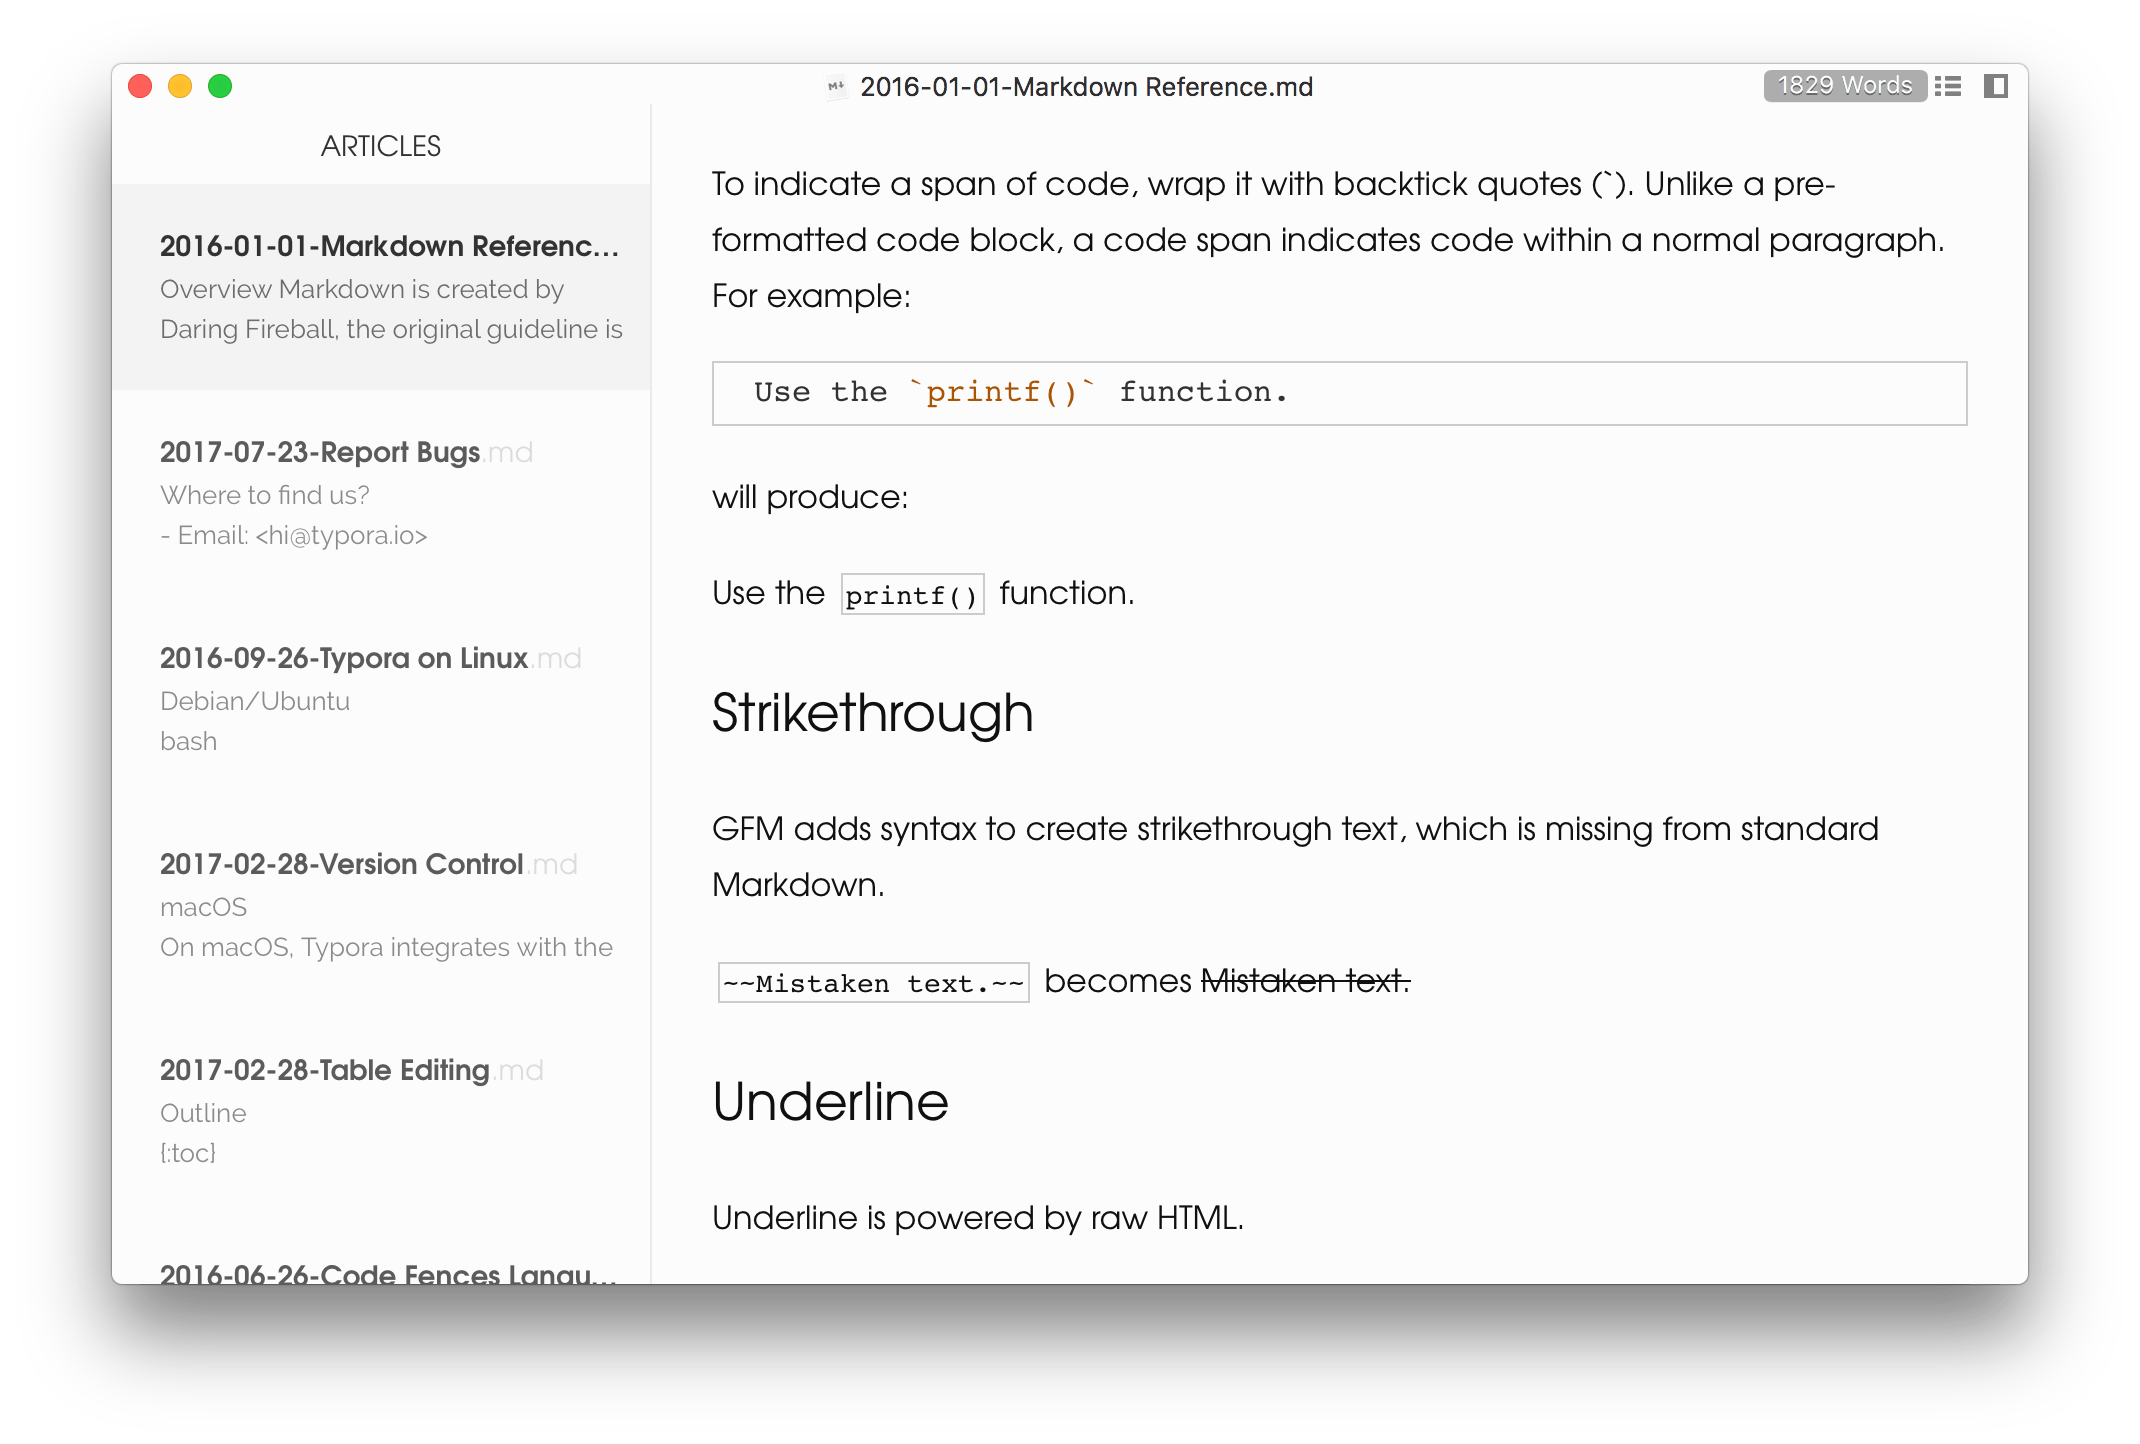 2016-01-01-Markdown Reference.md
1829 Words
ARTICLES
2016-01-01-Markdown Referenc...
Overview Markdown is created by
Daring Fireball, the original guideline is
2017-07-23-Report Bugs.md
Where to find us?
- Email: <hi@typora.io>
2016-09-26-Typora on Linux.md
Debian/Ubuntu
bash
2017-02-28-Version Control.md
macOS
On macOS, Typora integrates with the
2017-02-28-Table Editing.md
Outline
{:toc}
2016-06-26-Code Fences Langu...
To indicate a span of code, wrap it with backtick quotes (`). Unlike a pre-
formatted code block, a code span indicates code within a normal paragraph.
For example:
Use the `printf()` function.
will produce:
Use the printf() function.
Strikethrough
GFM adds syntax to create strikethrough text, which is missing from standard
Markdown.
~~Mistaken text.~~ becomes Mistaken text.
Underline
Underline is powered by raw HTML.